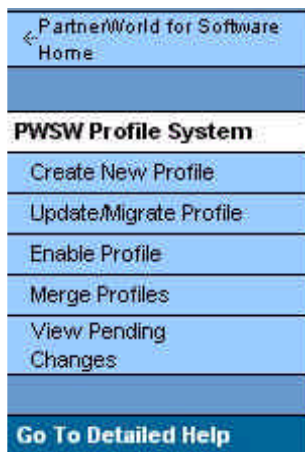 PartnerWorld for Software
Home
PWSW Profile System
Create New Profile
Update/Migrate Profile
Enable Profile
Merge Profiles
View Pending
Changes
Go To Detailed Help